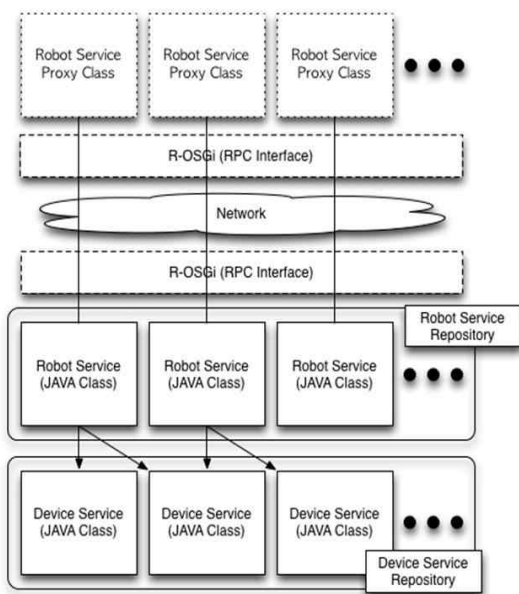 Robot Service
Proxy Class
Robot Service
Proxy Class
Robot Service
Proxy Class
R-OSGi (RPC Interface)
Network
R-OSGi (RPC Interface)
Robot Service
Repository
Robot Service
(JAVA Class)
Robot Service
(JAVA Class)
Robot Service
(JAVA Class)
Device Service
(JAVA Class)
Device Service
(JAVA Class)
Device Service
(JAVA Class)
Device Service
Repository